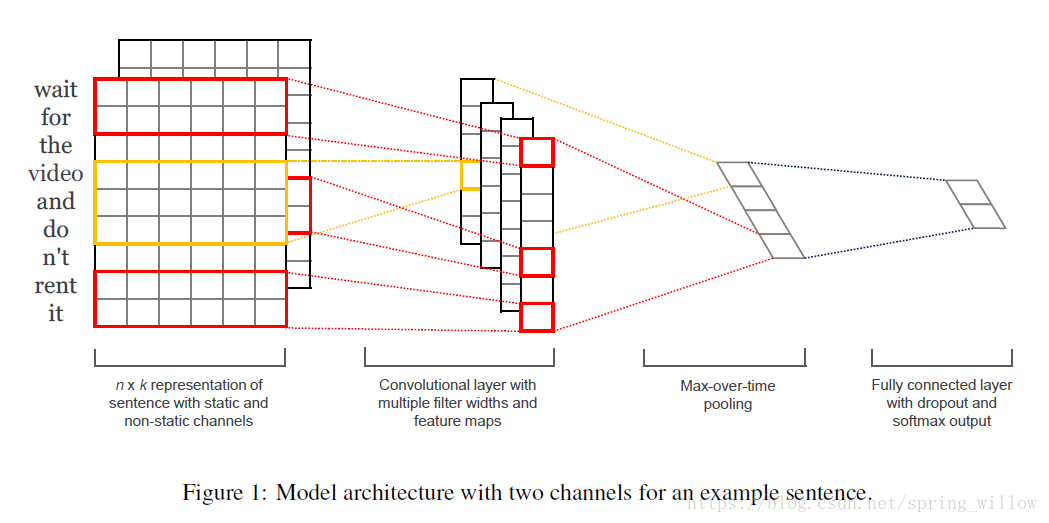 wait
for
the
video
and
do
n't
rent
it
n x k representation of
sentence with static and
non-static channels
Convolutional layer with
multiple filter widths and
feature maps
Max-over-time
pooling
Fully connected layer
with dropout and
softmax output
Figure 1: Model architecture with two channels for an example sentence.
https://blog.csdn.net/spring_willow